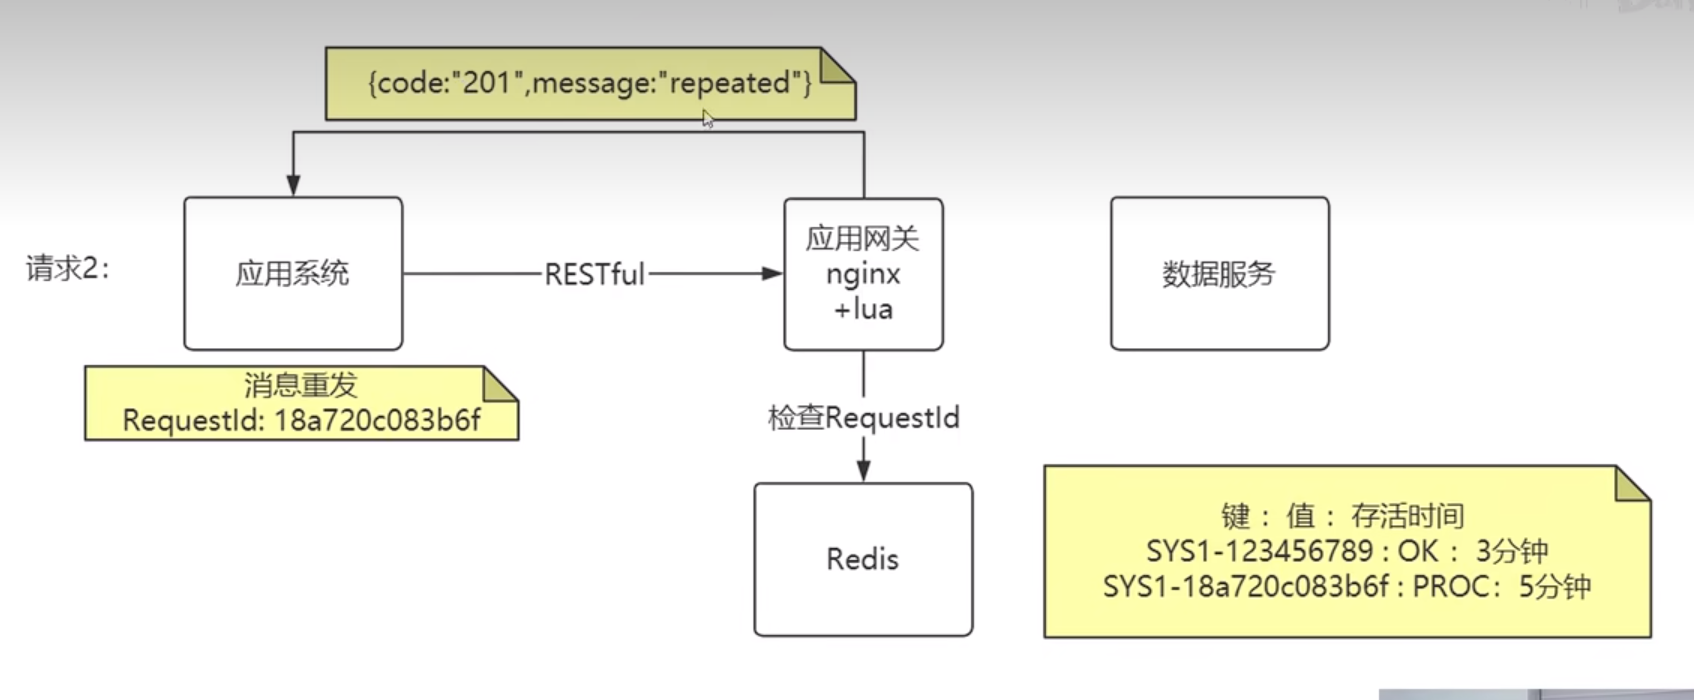 {code:"201",message:"repeated"}
请求2：
应用系统
RESTful
应用网关
nginx
+lua
数据服务
消息重发
RequestId: 18a720c083b6f
检查RequestId
Redis
键 ： 值 ： 存活时间
SYS1-123456789 : OK ： 3分钟
SYS1-18a720c083b6f : PROC： 5分钟